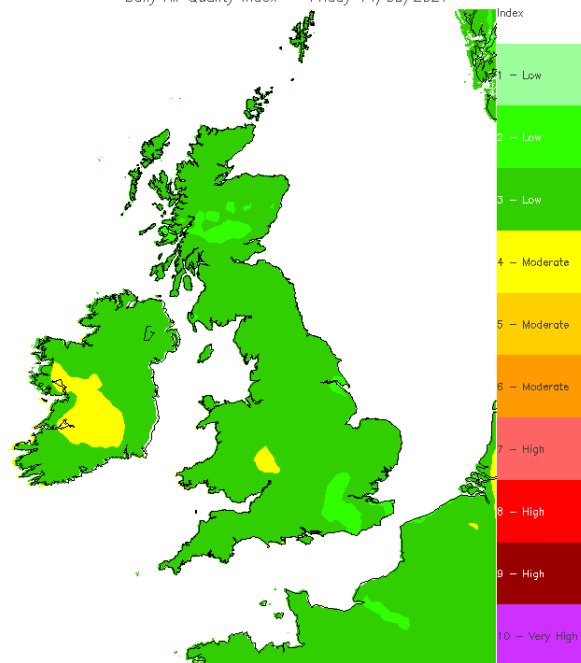 Index
1 - Low
2 - Low
3 - Low
4 - Moderate
5 - Moderate
6 - Moderate
7 - High
8 - High
9 - High
10 - Very High